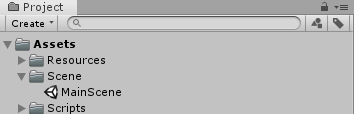 Project
Create
Assets
Resources
Scene
MainScene
Scripts